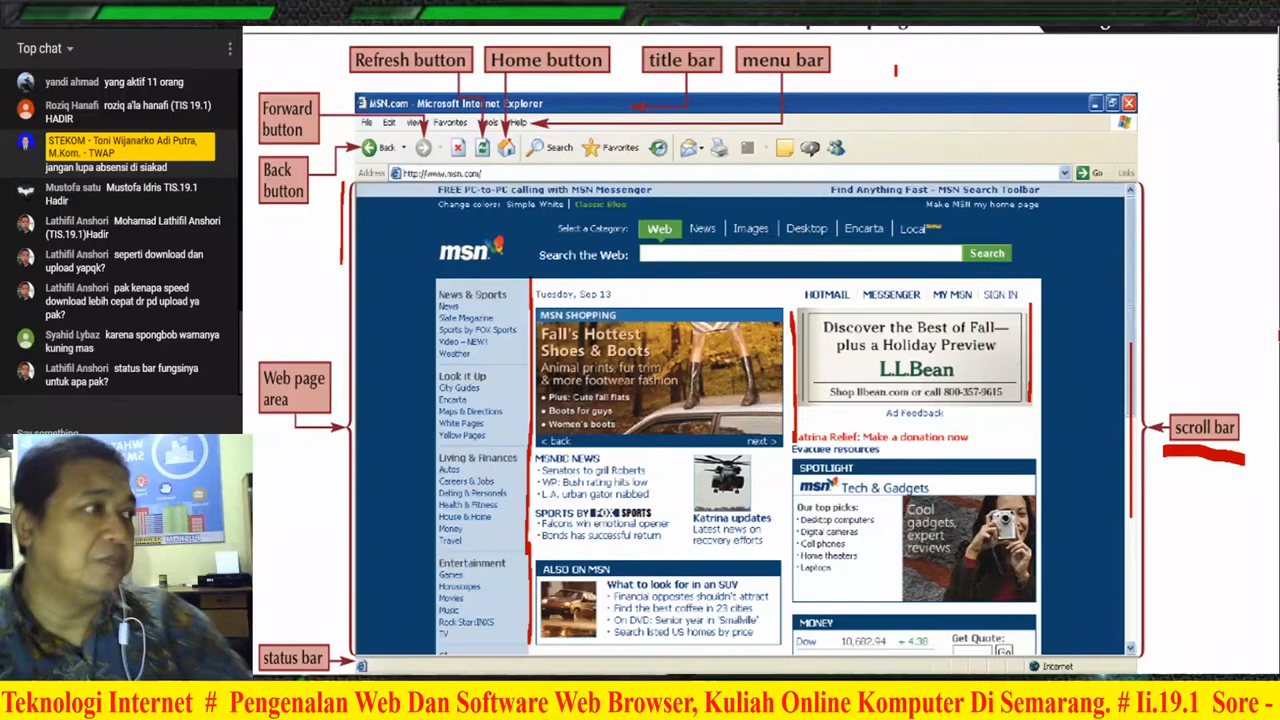 Top chat
yandi ahmad yang aktif 11 orang
Roziq Hanafi roziq a'la hanafi (TIS 19.1)
HADIR
STEKOM - Toni Wijanarko Adi Putra,
M.Kom. - TWAP
jangan lupa absensi di siakad
Mustofa satu Mustofa Idris TIS.19.1
Hadir
Lathifil Anshori Mohamad Lathifil Anshori
(TIS.19.1)Hadir
Lathifil Anshori seperti download dan
upload yapqk?
Lathifil Anshori pak kenapa speed
download lebih cepat dr pd upload ya
pak?
Syahid Lybaz karena spongbob warnanya
kuning mas
Lathifil Anshori status bar fungsinya
untuk apa pak?
Refresh button
Home button
title bar
menu bar
Forward
button
Back
button
Web page
area
status bar
scroll bar
MSN.com - Microsoft Internet Explorer
File Edit View Favorites Tools Help
Back Search Favorites
Address http://www.msn.com/ Go Links
FREE PC-to-PC calling with MSN Messenger Find Anything Fast - MSN Search Toolbar
Change colors: Simple White | Classic Blue Make MSN my home page
Select a Category: Web News Images Desktop Encarta Local New
msn
Search the Web: Search
News & Sports
News
Slate Magazine
Sports by FOX Sports
Video – NEW!
Weather
Look it Up
City Guides
Encarta
Maps & Directions
White Pages
Yellow Pages
Living & Finances
Autos
Careers & Jobs
Dating & Personals
Health & Fitness
House & Home
Money
Travel
Entertainment
Games
Horoscopes
Movies
Music
Rock Star:INXS
TV
Tuesday, Sep 13
HOTMAIL MESSENGER MY MSN SIGN IN
MSN SHOPPING
Fall's Hottest
Shoes & Boots
Animal prints, fur trim
& more footwear fashion
• Plus: Cute fall flats
• Boots for guys
• Women's boots
< back next >
MSNBC NEWS
• Senators to grill Roberts
• WP: Bush rating hits low
• L.A. urban gator nabbed
SPORTS BY FOX SPORTS
• Falcons win emotional opener
• Bonds has successful return
Katrina updates
Latest news on
recovery efforts
ALSO ON MSN
What to look for in an SUV
• Financial opposites shouldn't attract
• Find the best coffee in 23 cities
• On DVD: Senior year in 'Smallville'
• Search listed US homes by price
Discover the Best of Fall—
plus a Holiday Preview
L.L.Bean
Shop llbean.com or call 800-357-9615
Ad Feedback
Katrina Relief: Make a donation now
Evacuee resources
SPOTLIGHT
msn Tech & Gadgets
Our top picks:
• Desktop computers
• Digital cameras
• Cell phones
• Home theaters
• Laptops
Cool
gadgets,
expert
reviews
MONEY
Dow 10,682.94 + 4.38
Get Quote:
Go
Internet
Teknologi Internet # Pengenalan Web Dan Software Web Browser, Kuliah Online Komputer Di Semarang. # Ii.19.1 Sore -